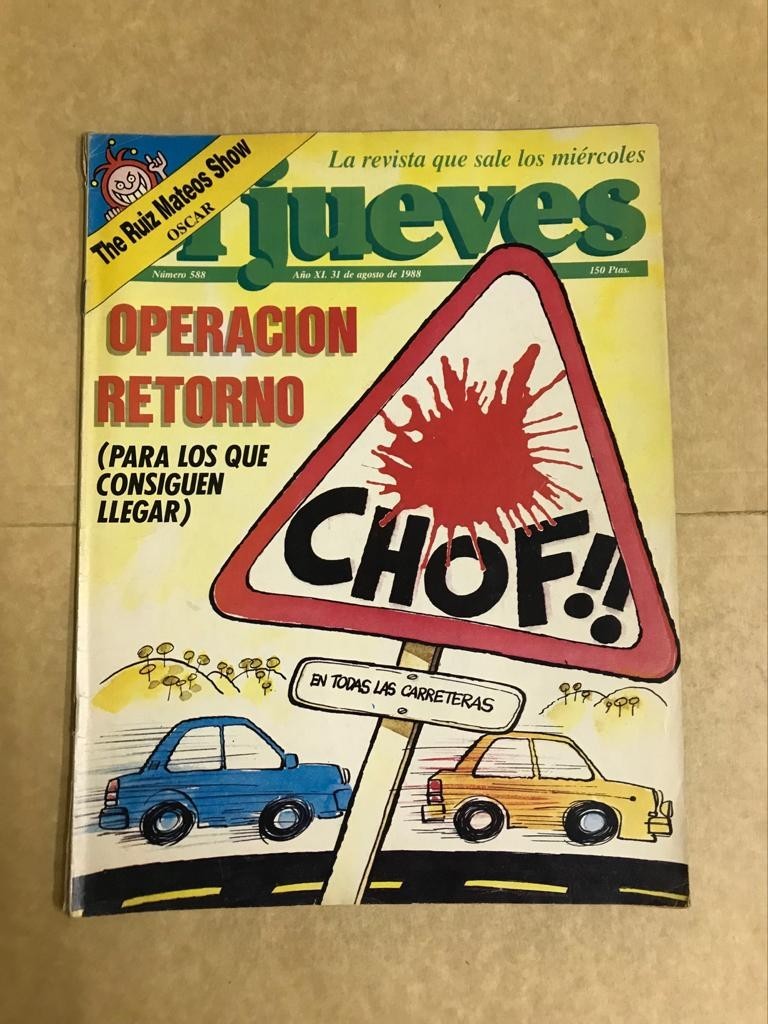 The Ruiz Mateos Show
OSCAR
La revista que sale los miércoles
jueves
Número 588
Año XI. 31 de agosto de 1988
150 Ptas.
OPERACION
RETORNO
(PARA LOS QUE
CONSIGUEN
LLEGAR)
CHOF!!
EN TODAS LAS CARRETERAS